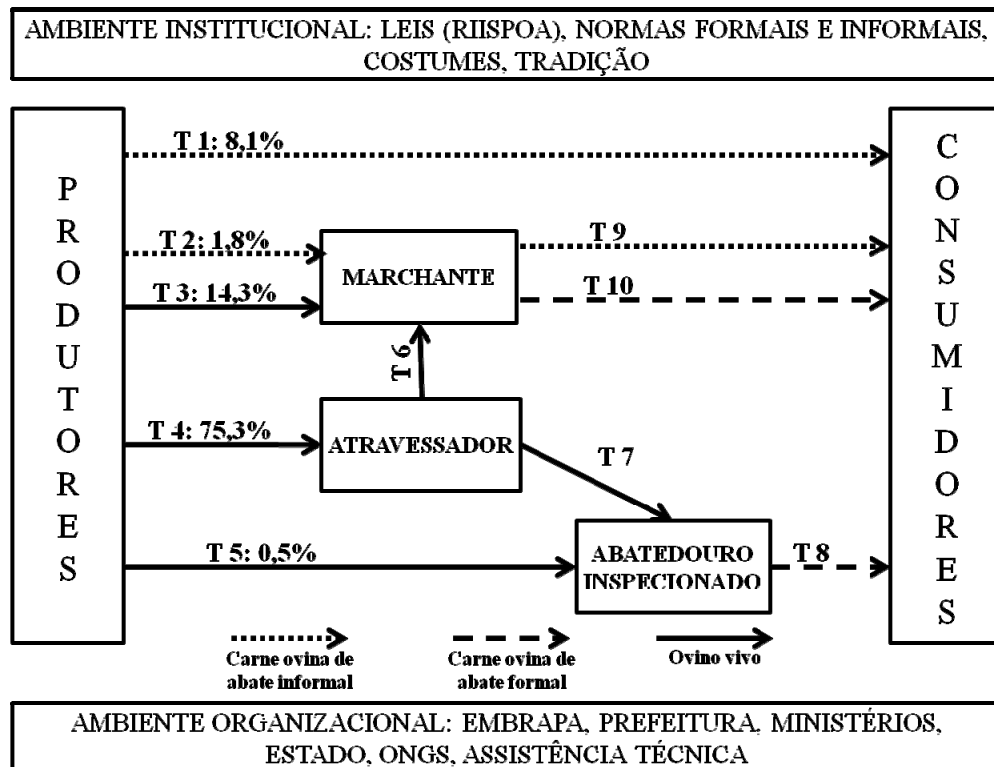 AMBIENTE INSTITUCIONAL: LEIS (RIISPOA), NORMAS FORMAIS E INFORMAIS,
COSTUMES, TRADIÇÃO
PRODUTORES
T 1: 8,1%
T 2: 1,8%
T 3: 14,3%
MARCHANTE
T 9
T 10
T 6
T 4: 75,3%
ATRAVESSADOR
T 7
T 5: 0,5%
ABATEDOURO
INSPECIONADO
T 8
CONSUMIDORES
Carne ovina de
abate informal
Carne ovina de
abate formal
Ovino vivo
AMBIENTE ORGANIZACIONAL: EMBRAPA, PREFEITURA, MINISTÉRIOS,
ESTADO, ONGS, ASSISTÊNCIA TÉCNICA